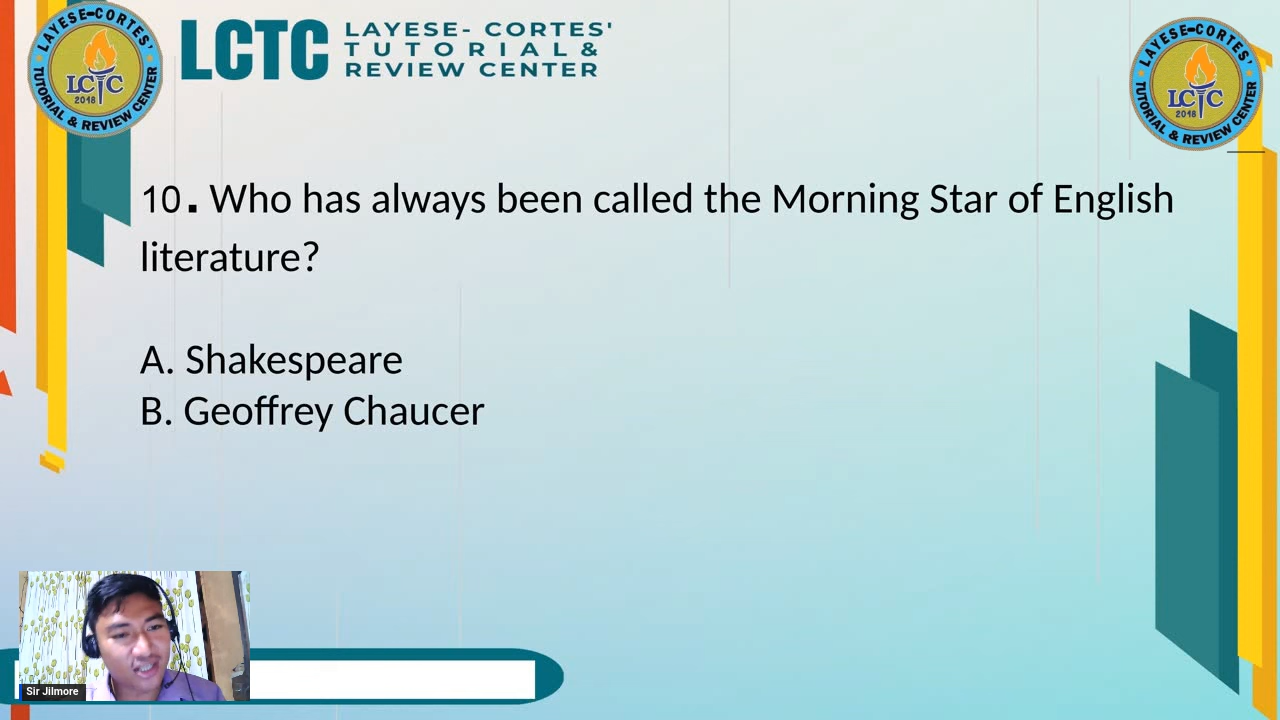 LAYESE-CORTES'
LCTC
2018
TUTORIAL & REVIEW CENTER
LCTC
LAYESE- CORTES'
TUTORIAL &
REVIEW CENTER
LAYESE-CORTES'
LCTC
2018
TUTORIAL & REVIEW CENTER
10. Who has always been called the Morning Star of English
literature?
A. Shakespeare
B. Geoffrey Chaucer
Sir Jilmore